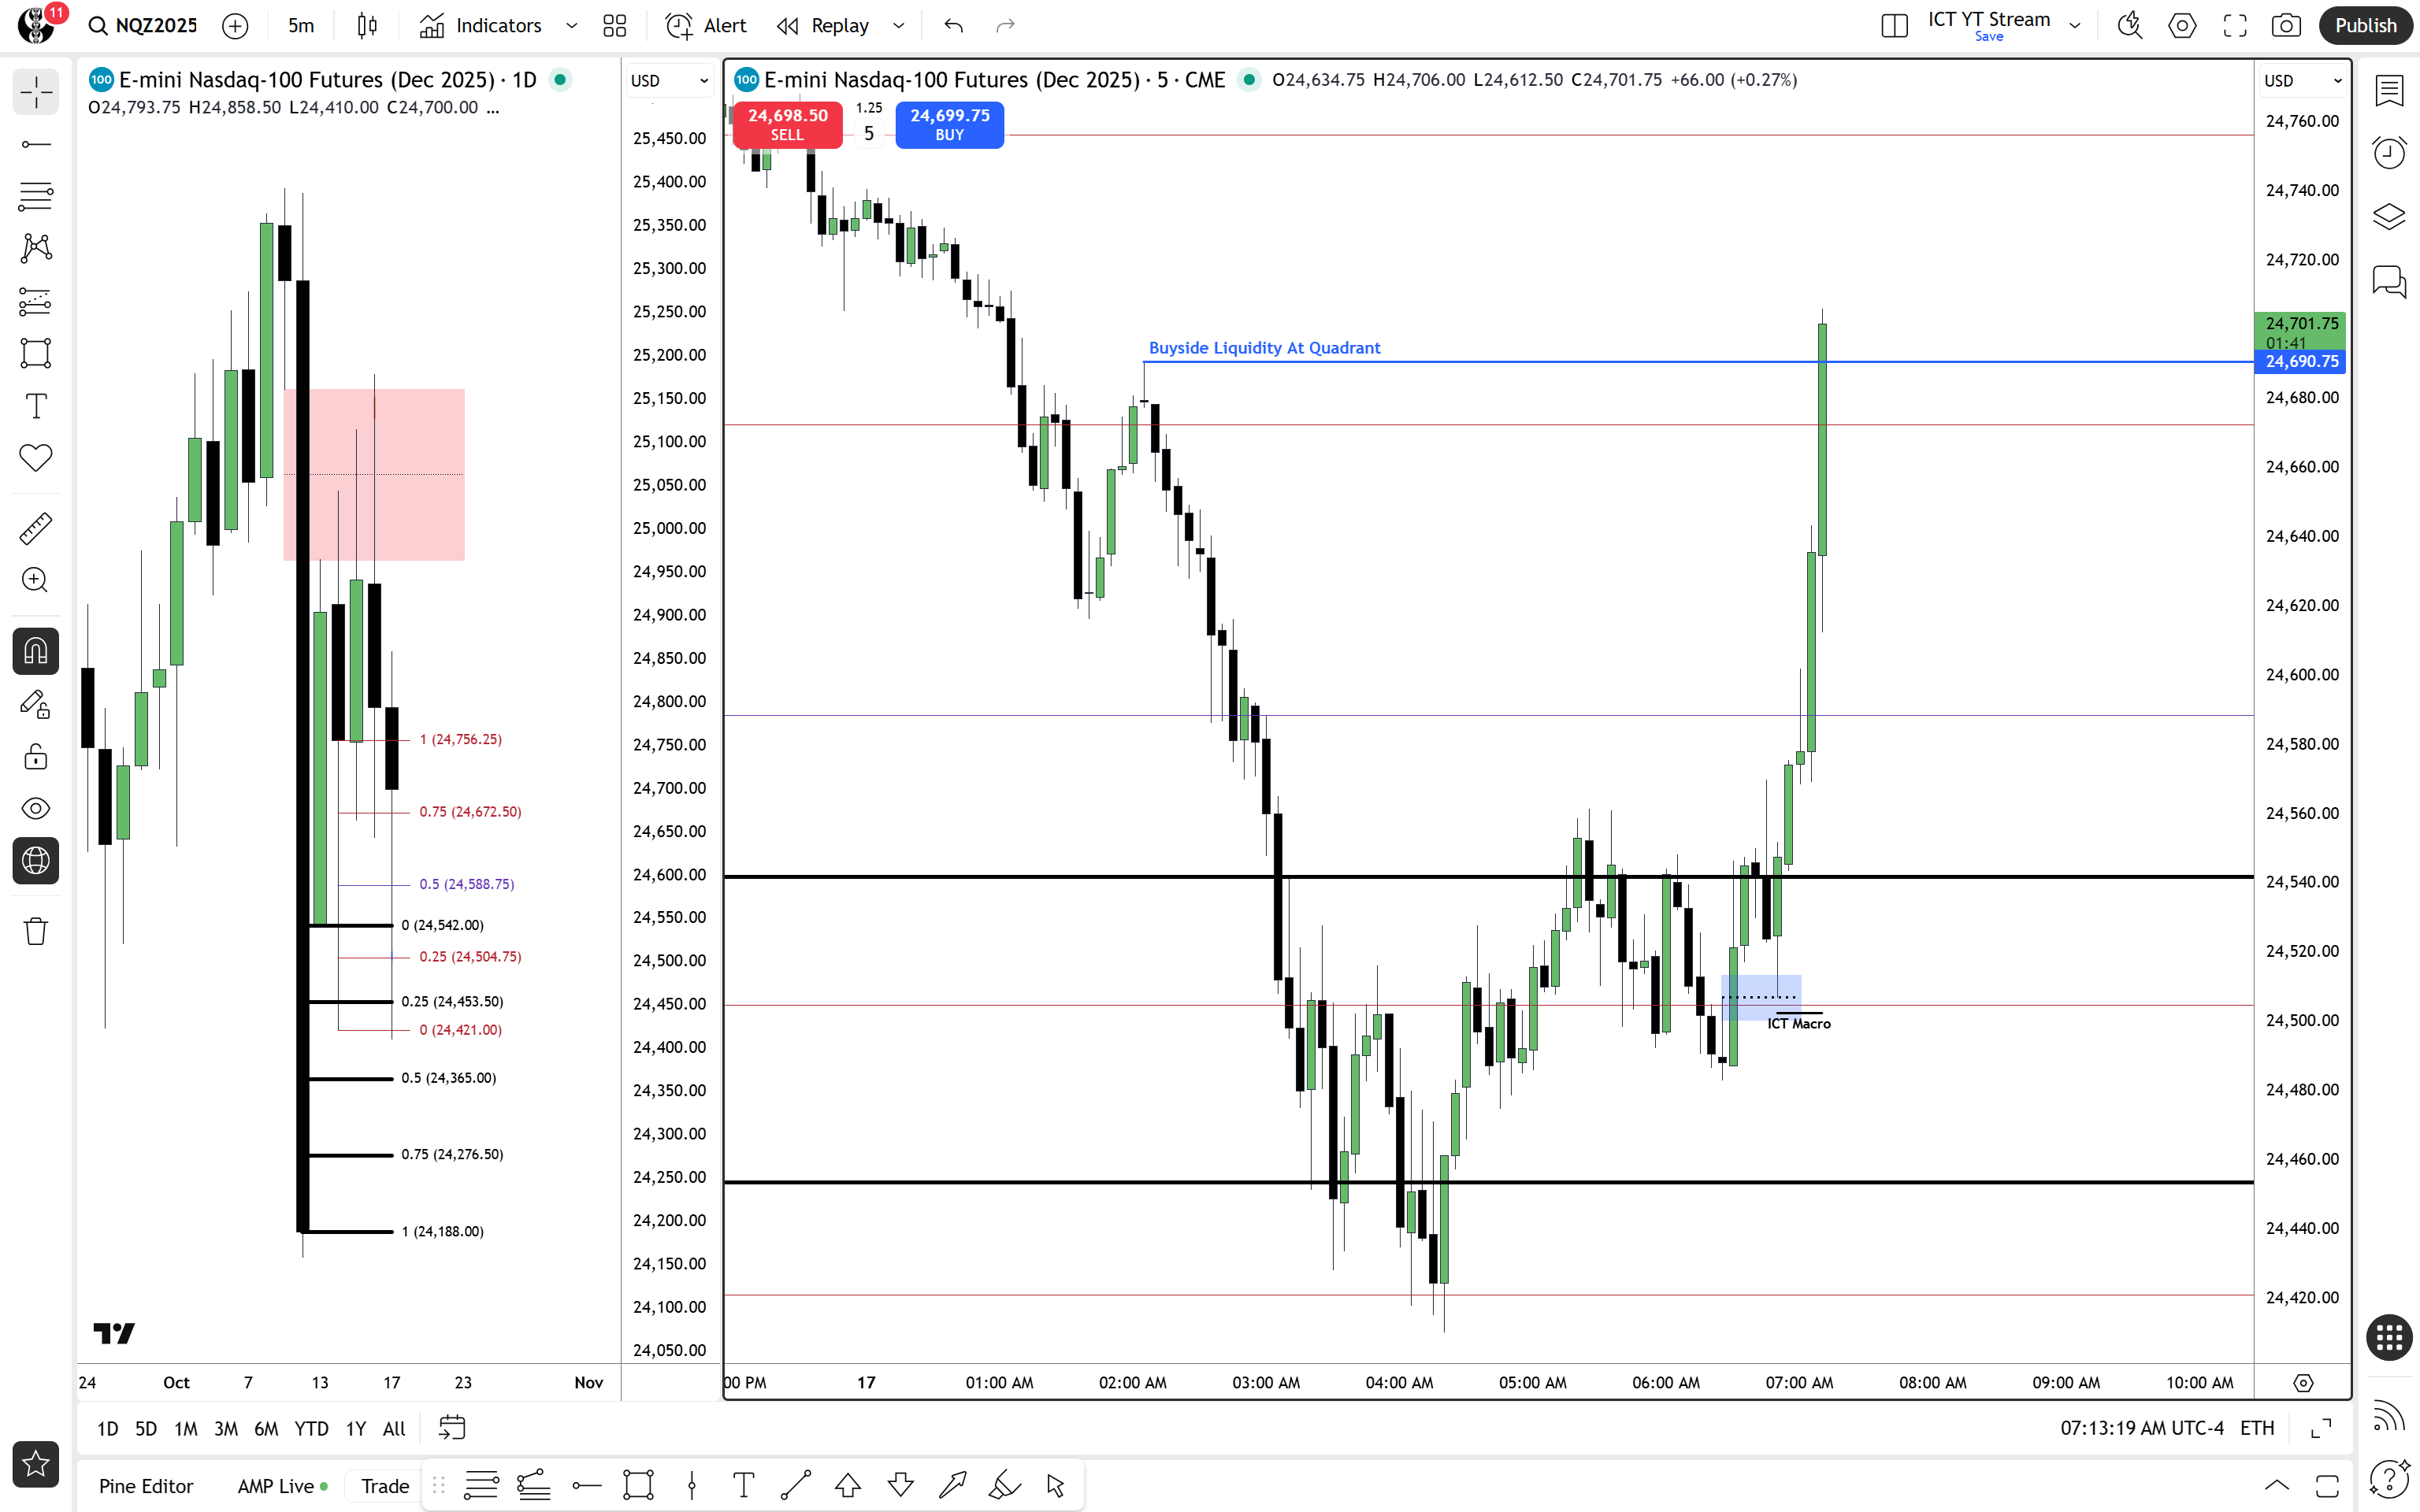 11
NQZ2025
5m
Indicators
Alert
Replay
ICT YT Stream
Save
Publish
100 E-mini Nasdaq-100 Futures (Dec 2025) · 1D
O24,793.75 H24,858.50 L24,410.00 C24,700.00 ...
USD
25,450.00
25,400.00
25,350.00
25,300.00
25,250.00
25,200.00
25,150.00
25,100.00
25,050.00
25,000.00
24,950.00
24,900.00
24,850.00
24,800.00
24,750.00
24,700.00
24,650.00
24,600.00
24,550.00
24,500.00
24,450.00
24,400.00
24,350.00
24,300.00
24,250.00
24,200.00
24,150.00
24,100.00
24,050.00
1 (24,756.25)
0.75 (24,672.50)
0.5 (24,588.75)
0 (24,542.00)
0.25 (24,504.75)
0.25 (24,453.50)
0 (24,421.00)
0.5 (24,365.00)
0.75 (24,276.50)
1 (24,188.00)
24 Oct 7 13 17 23 Nov
100 E-mini Nasdaq-100 Futures (Dec 2025) · 5 · CME O24,634.75 H24,706.00 L24,612.50 C24,701.75 +66.00 (+0.27%)
24,698.50
SELL
1.25
5
24,699.75
BUY
USD
Buyside Liquidity At Quadrant
ICT Macro
24,760.00
24,740.00
24,720.00
24,701.75
01:41
24,690.75
24,680.00
24,660.00
24,640.00
24,620.00
24,600.00
24,580.00
24,560.00
24,540.00
24,520.00
24,500.00
24,480.00
24,460.00
24,440.00
24,420.00
00 PM 17 01:00 AM 02:00 AM 03:00 AM 04:00 AM 05:00 AM 06:00 AM 07:00 AM 08:00 AM 09:00 AM 10:00 AM
1D 5D 1M 3M 6M YTD 1Y All
07:13:19 AM UTC-4 ETH
Pine Editor AMP Live Trade